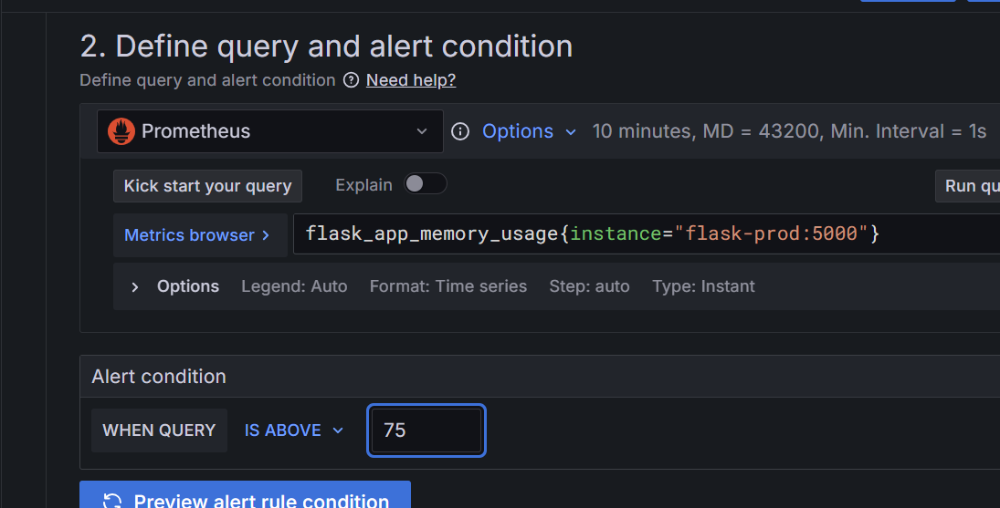 2. Define query and alert condition
Define query and alert condition ? Need help?
Prometheus Options 10 minutes, MD = 43200, Min. Interval = 1s
Kick start your query Explain Run
Metrics browser > flask_app_memory_usage{instance="flask-prod:5000"}
> Options Legend: Auto Format: Time series Step: auto Type: Instant
Alert condition
WHEN QUERY IS ABOVE 75
Preview alert rule condition